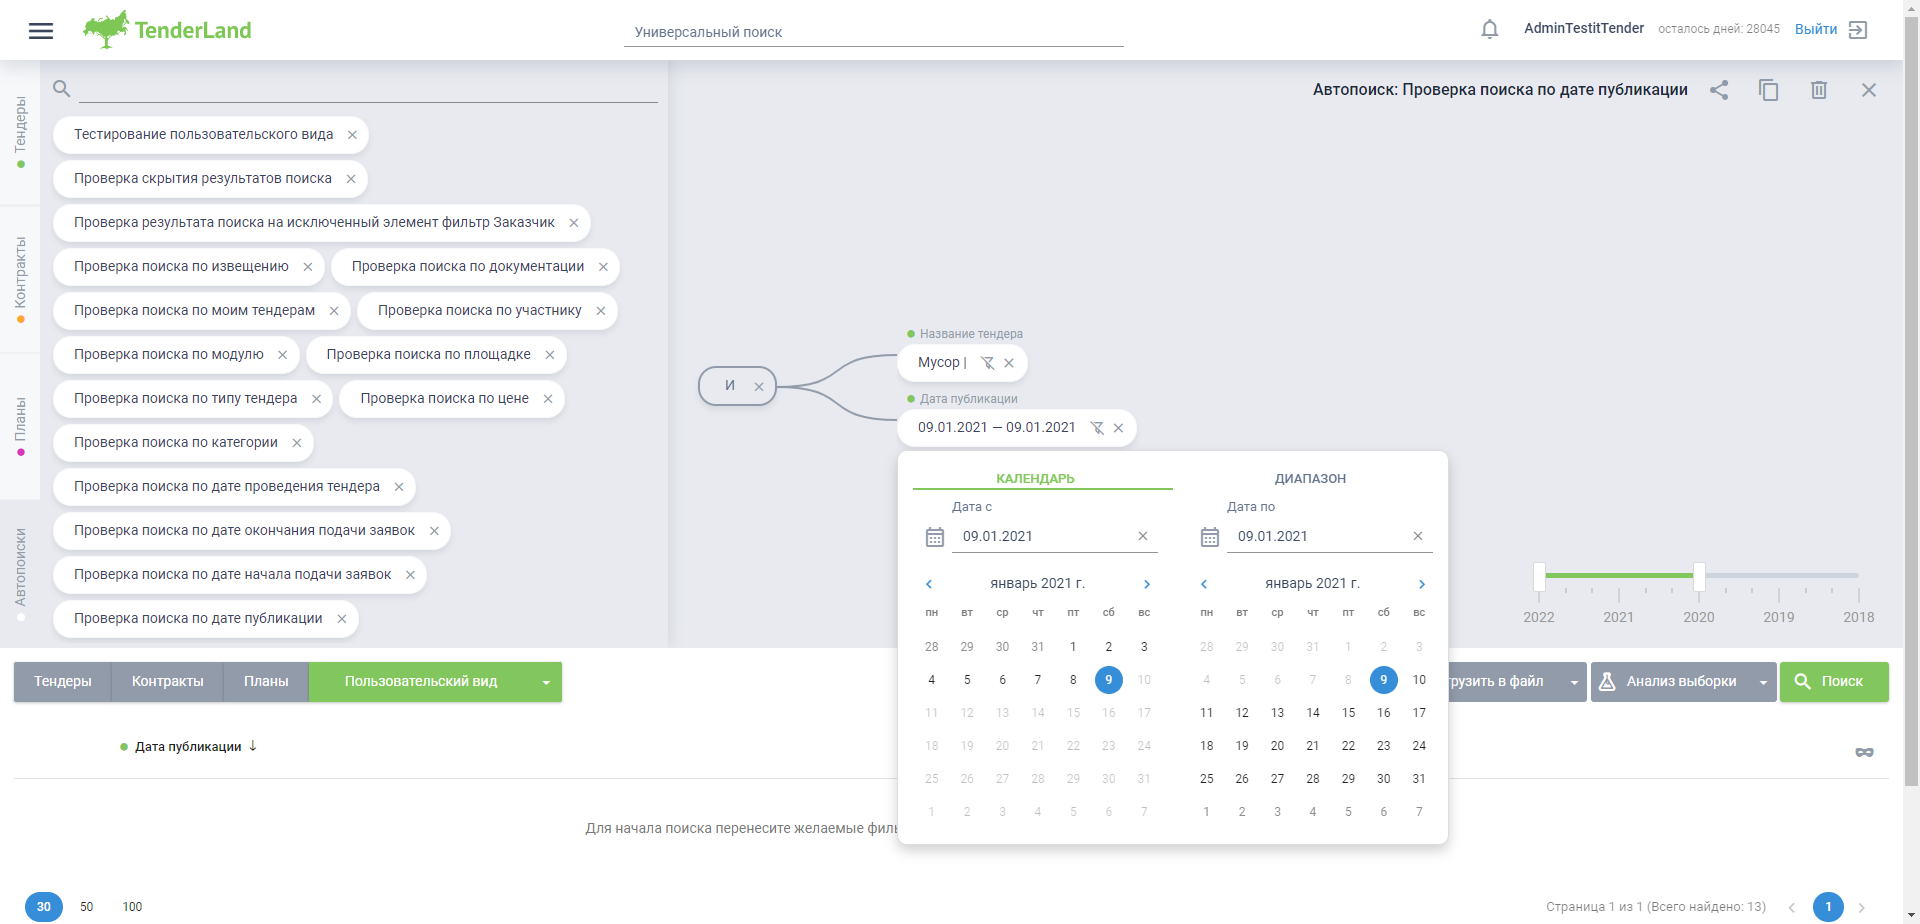 TenderLand
Универсальный поиск
AdminTestitTender
осталось дней: 28045
Выйти
Тендеры
Контракты
Планы
Автопоиски
Тестирование пользовательского вида
Проверка скрытия результатов поиска
Проверка результата поиска на исключенный элемент фильтр Заказчик
Проверка поиска по извещению
Проверка поиска по документации
Проверка поиска по моим тендерам
Проверка поиска по участнику
Проверка поиска по модулю
Проверка поиска по площадке
Проверка поиска по типу тендера
Проверка поиска по цене
Проверка поиска по категории
Проверка поиска по дате проведения тендера
Проверка поиска по дате окончания подачи заявок
Проверка поиска по дате начала подачи заявок
Проверка поиска по дате публикации
Автопоиск: Проверка поиска по дате публикации
И
Название тендера
Мусор |
Дата публикации
09.01.2021 — 09.01.2021
КАЛЕНДАРЬ
ДИАПАЗОН
Дата с
09.01.2021
январь 2021 г.
пн вт ср чт пт сб вс
28 29 30 31 1 2 3
4 5 6 7 8 9 10
11 12 13 14 15 16 17
18 19 20 21 22 23 24
25 26 27 28 29 30 31
1 2 3 4 5 6 7
Дата по
09.01.2021
январь 2021 г.
пн вт ср чт пт сб вс
28 29 30 31 1 2 3
4 5 6 7 8 9 10
11 12 13 14 15 16 17
18 19 20 21 22 23 24
25 26 27 28 29 30 31
1 2 3 4 5 6 7
2022 2021 2020 2019 2018
Тендеры
Контракты
Планы
Пользовательский вид
грузить в файл
Анализ выборки
Поиск
Дата публикации
Для начала поиска перенесите желаемые филь
30 50 100
Страница 1 из 1 (Всего найдено: 13)
1